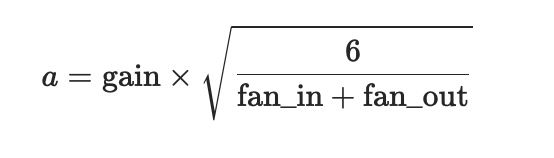 a = gain × √(6 / (fan_in + fan_out))